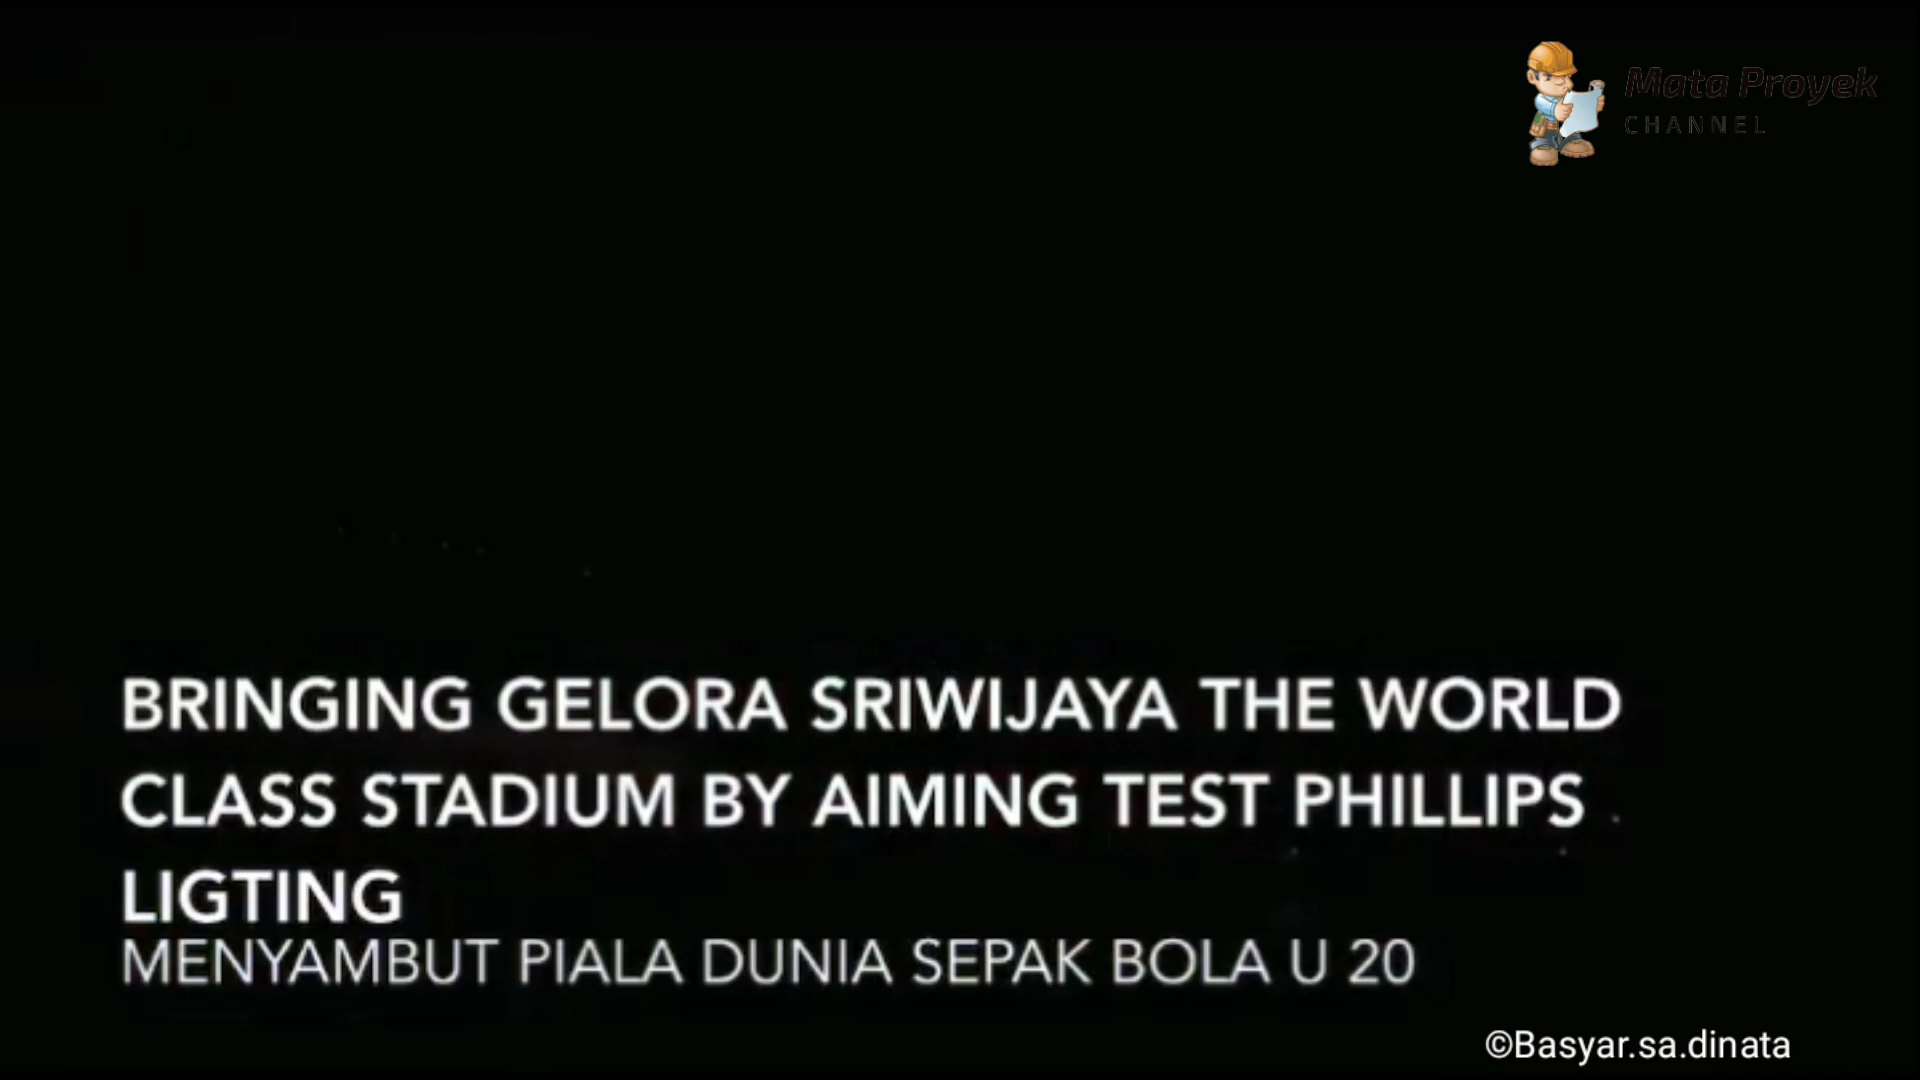 Mata Proyek
CHANNEL
BRINGING GELORA SRIWIJAYA THE WORLD
CLASS STADIUM BY AIMING TEST PHILLIPS
LIGTING
MENYAMBUT PIALA DUNIA SEPAK BOLA U 20
©Basyar.sa.dinata